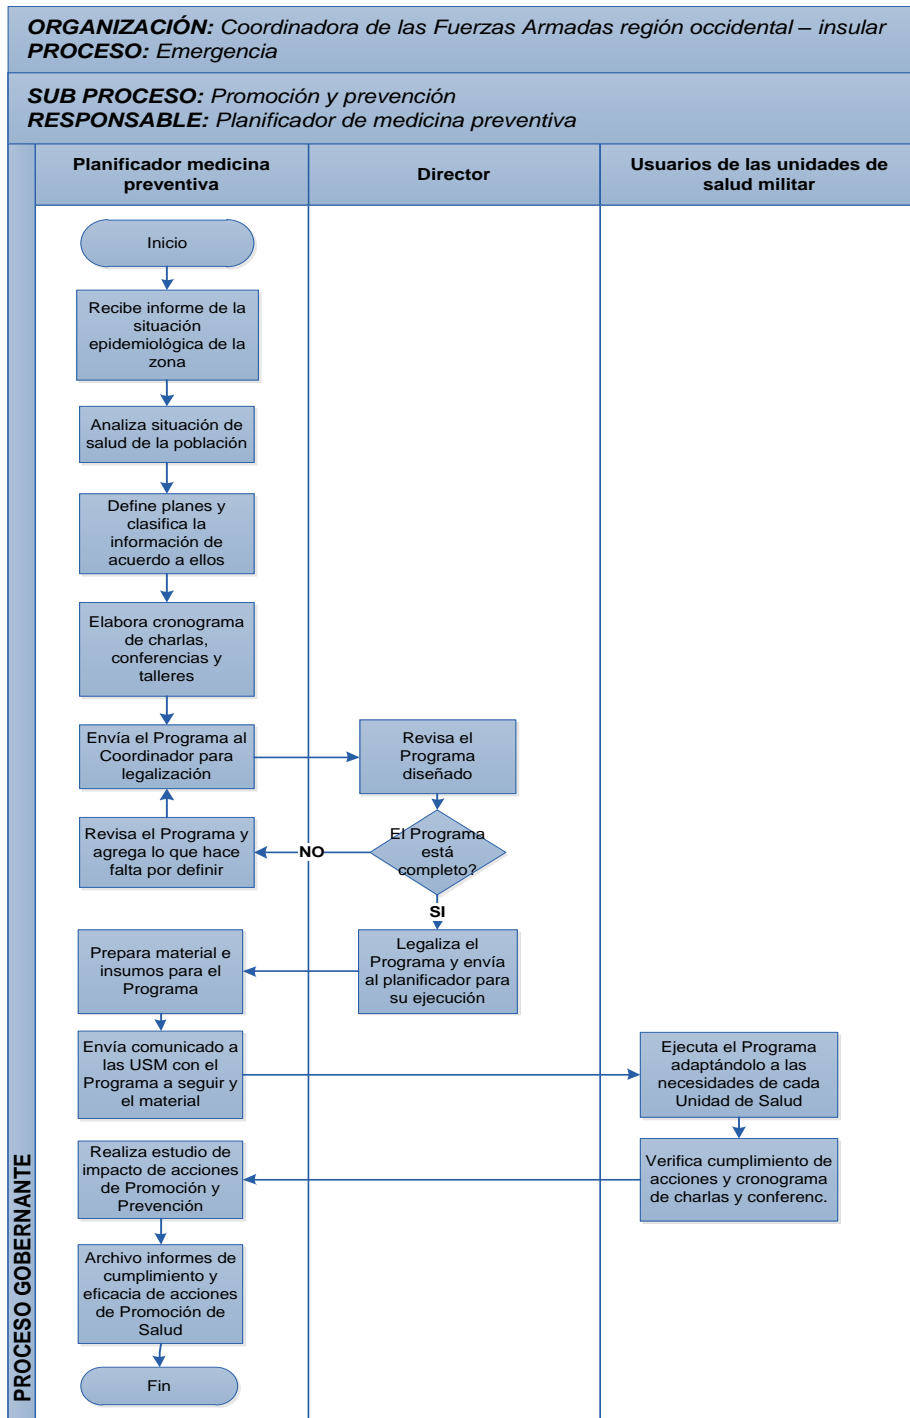 ORGANIZACIÓN: Coordinadora de las Fuerzas Armadas región occidental – insular
PROCESO: Emergencia
SUB PROCESO: Promoción y prevención
RESPONSABLE: Planificador de medicina preventiva
PROCESO GOBERNANTE
Planificador medicina
preventiva
Director
Usuarios de las unidades de
salud militar
Inicio
Recibe informe de la
situación
epidemiológica de la
zona
Analiza situación de
salud de la población
Define planes y
clasifica la
información de
acuerdo a ellos
Elabora cronograma
de charlas,
conferencias y
talleres
Envía el Programa al
Coordinador para
legalización
Revisa el
Programa
diseñado
El Programa
está
completo?
NO
Revisa el Programa y
agrega lo que hace
falta por definir
SI
Legaliza el
Programa y envía
al planificador para
su ejecución
Prepara material e
insumos para el
Programa
Envía comunicado a
las USM con el
Programa a seguir y
el material
Ejecuta el Programa
adaptándolo a las
necesidades de cada
Unidad de Salud
Verifica cumplimiento de
acciones y cronograma
de charlas y conferenc.
Realiza estudio de
impacto de acciones
de Promoción y
Prevención
Archivo informes de
cumplimiento y
eficacia de acciones
de Promoción de
Salud
Fin